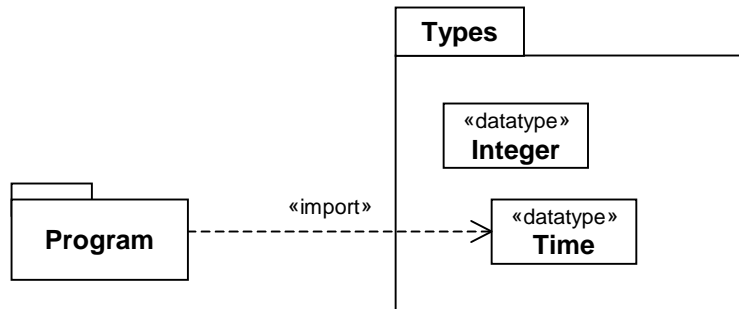 Types
«datatype»
Integer
«import»
«datatype»
Time
Program